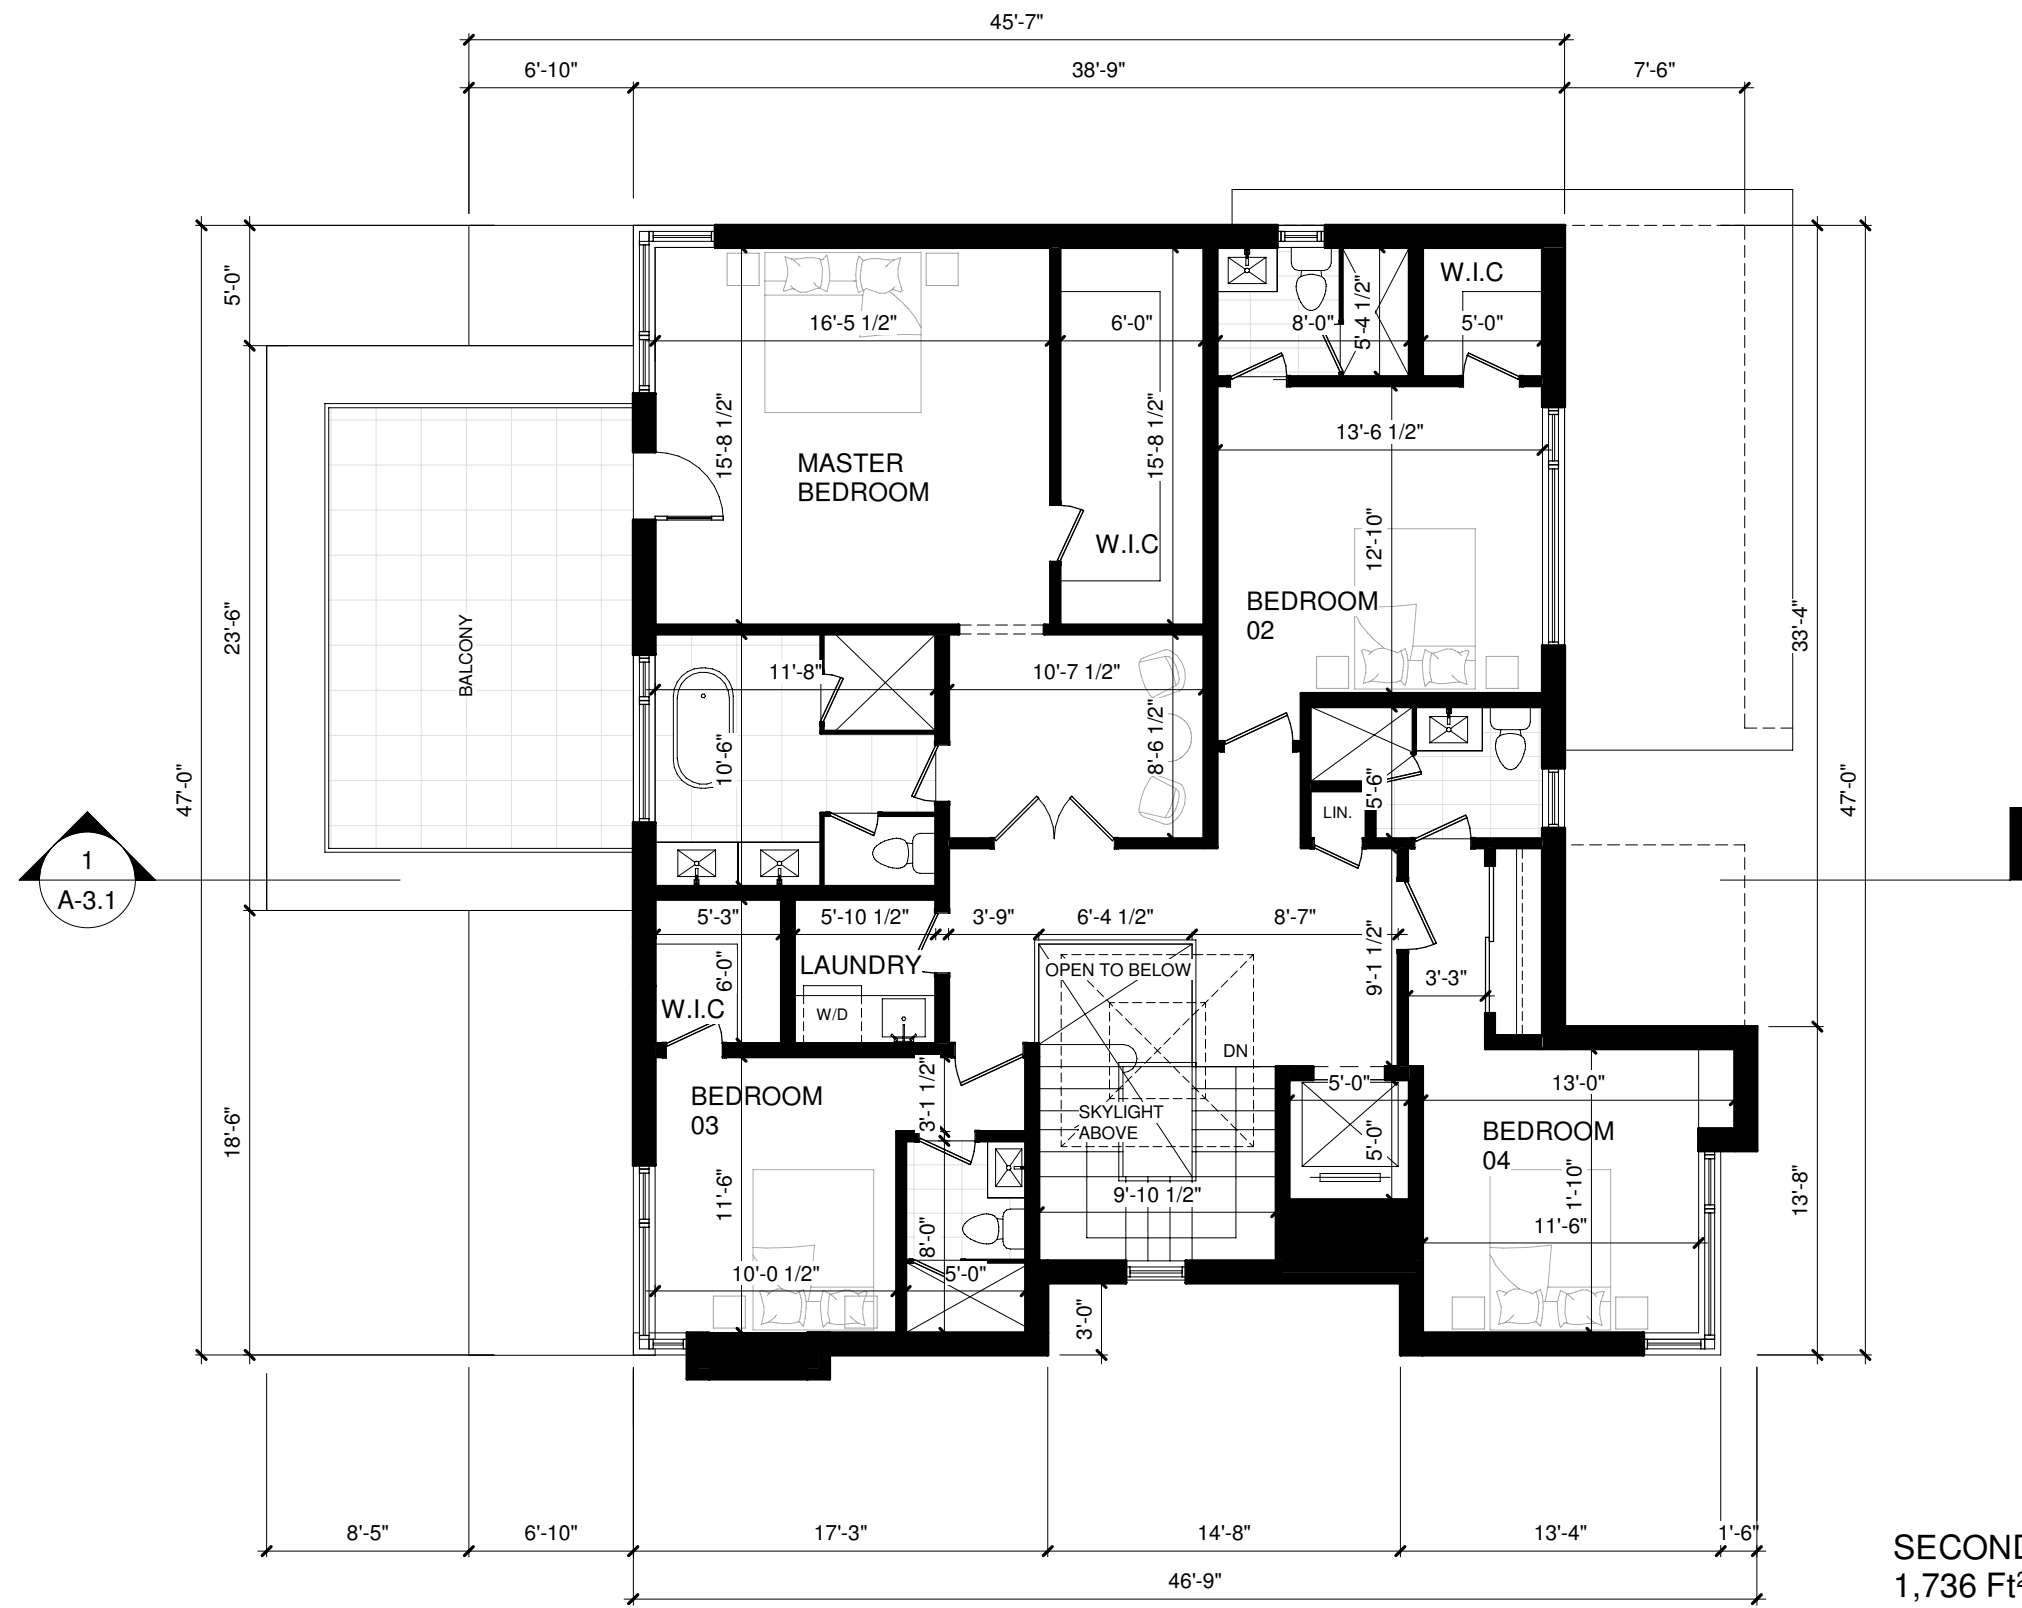 45'-7"
6'-10"
38'-9"
7'-6"
5'-0"
23'-6"
18'-6"
47'-0"
BALCONY
1
A-3.1
16'-5 1/2"
15'-8 1/2"
MASTER
BEDROOM
6'-0"
15'-8 1/2"
W.I.C
8'-0"
5'-4 1/2"
W.I.C
5'-0"
13'-6 1/2"
12'-10"
BEDROOM
02
33'-4"
47'-0"
13'-8"
11'-8"
10'-6"
10'-7 1/2"
8'-6 1/2"
5'-6"
LIN.
5'-3"
6'-0"
W.I.C
5'-10 1/2"
LAUNDRY
W/D
3'-9"
6'-4 1/2"
8'-7"
OPEN TO BELOW
DN
SKYLIGHT
ABOVE
9'-10 1/2"
9'-1 1/2"
3'-3"
5'-0"
5'-0"
13'-0"
BEDROOM
04
1'-10"
11'-6"
BEDROOM
03
3'-1 1/2"
11'-6"
8'-0"
10'-0 1/2"
5'-0"
3'-0"
8'-5"
6'-10"
17'-3"
14'-8"
13'-4"
1'-6"
46'-9"
SECOND
1,736 Ft²